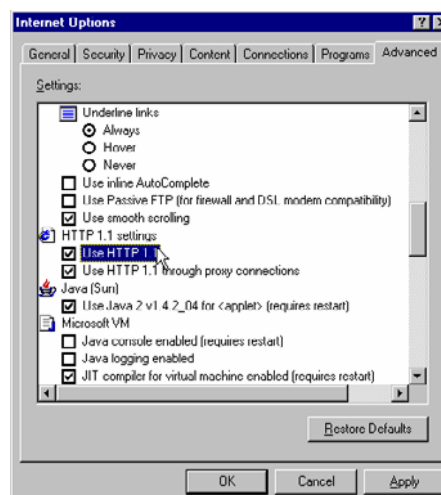 Internet Options
General Security Privacy Content Connections Programs Advanced
Settings:
Underline links
Always
Hover
Never
Use inline AutoComplete
Use Passive FTP (for firewall and DSL modem compatibility)
Use smooth scrolling
HTTP 1.1 settings
Use HTTP 1.1
Use HTTP 1.1 through proxy connections
Java (Sun)
Use Java 2 v1.4.2_04 for <applet> (requires restart)
Microsoft VM
Java console enabled (requires restart)
Java logging enabled
JIT compiler for virtual machine enabled (requires restart)
Restore Defaults
OK Cancel Apply